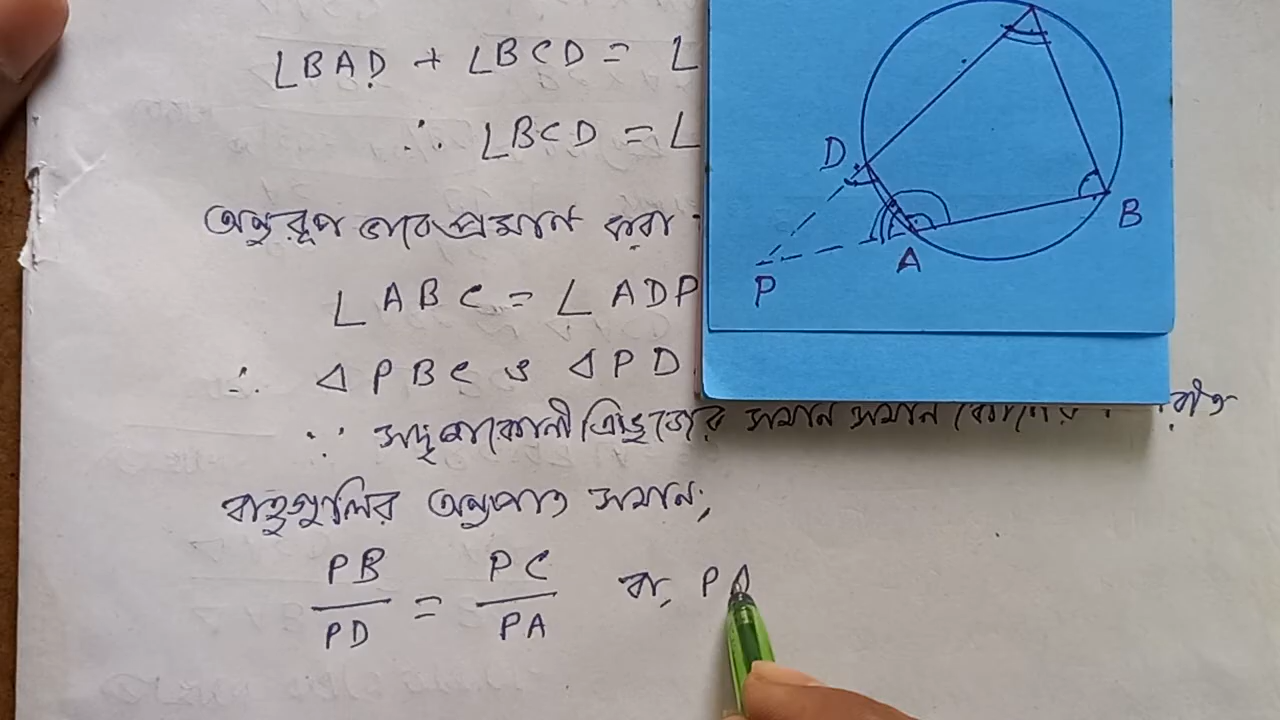 ∠BAD + ∠BCD = ∠
∴ ∠BCD = ∠
অনুরূপ ভাবে প্রমাণ করা
∠ABC = ∠ADP
∴ △PBC ও △PD
∵ সদৃশকোণী ত্রিভুজের সমান সমান কোণের
বাহুগুলির অনুপাত সমান,
PB/PD = PC/PA বা, PA
D
B
A
P